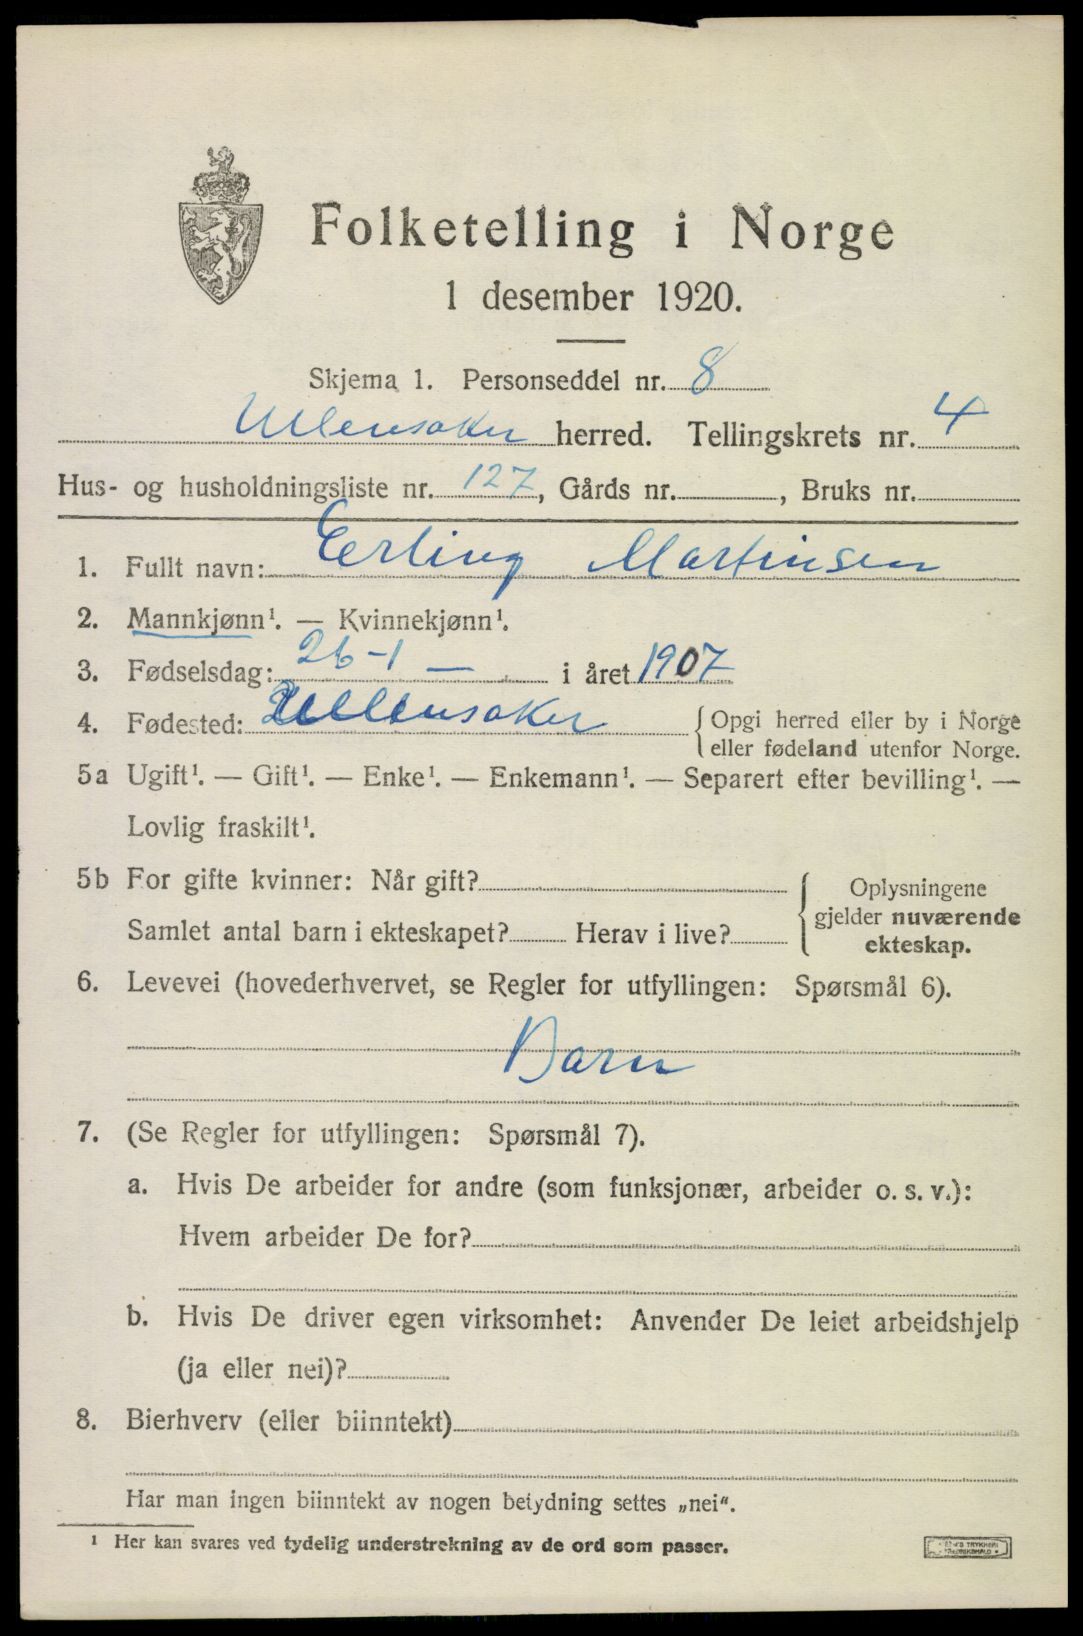 Folketelling i Norge
1 desember 1920.
Skjema 1. Personseddel nr. 8
Ullensaker herred. Tellingskrets nr. 4
Hus- og husholdningsliste nr. 127, Gårds nr. , Bruks nr.
1. Fullt navn: Erling Martinsen
2. Mannkjønn¹. — Kvinnekjønn¹.
3. Fødselsdag: 26-1 — i året 1907
4. Fødested: Ullensaker {Opgi herred eller by i Norge
eller fødeland utenfor Norge.
5a Ugift¹. — Gift¹. — Enke¹. — Enkemann¹. — Separert efter bevilling¹. —
Lovlig fraskilt¹.
5b For gifte kvinner: Når gift? { Oplysningene
gjelder nuværende
Samlet antal barn i ekteskapet? Herav i live?
ekteskap.
6. Levevei (hovederhvervet, se Regler for utfyllingen: Spørsmål 6).
Barn
7. (Se Regler for utfyllingen: Spørsmål 7).
a. Hvis De arbeider for andre (som funksjonær, arbeider o. s. v.):
Hvem arbeider De for?
b. Hvis De driver egen virksomhet: Anvender De leiet arbeidshjelp
(ja eller nei)?
8. Bierhverv (eller biinntekt)
Har man ingen biinntekt av nogen betydning settes „nei“.
¹ Her kan svares ved tydelig understrekning av de ord som passer.